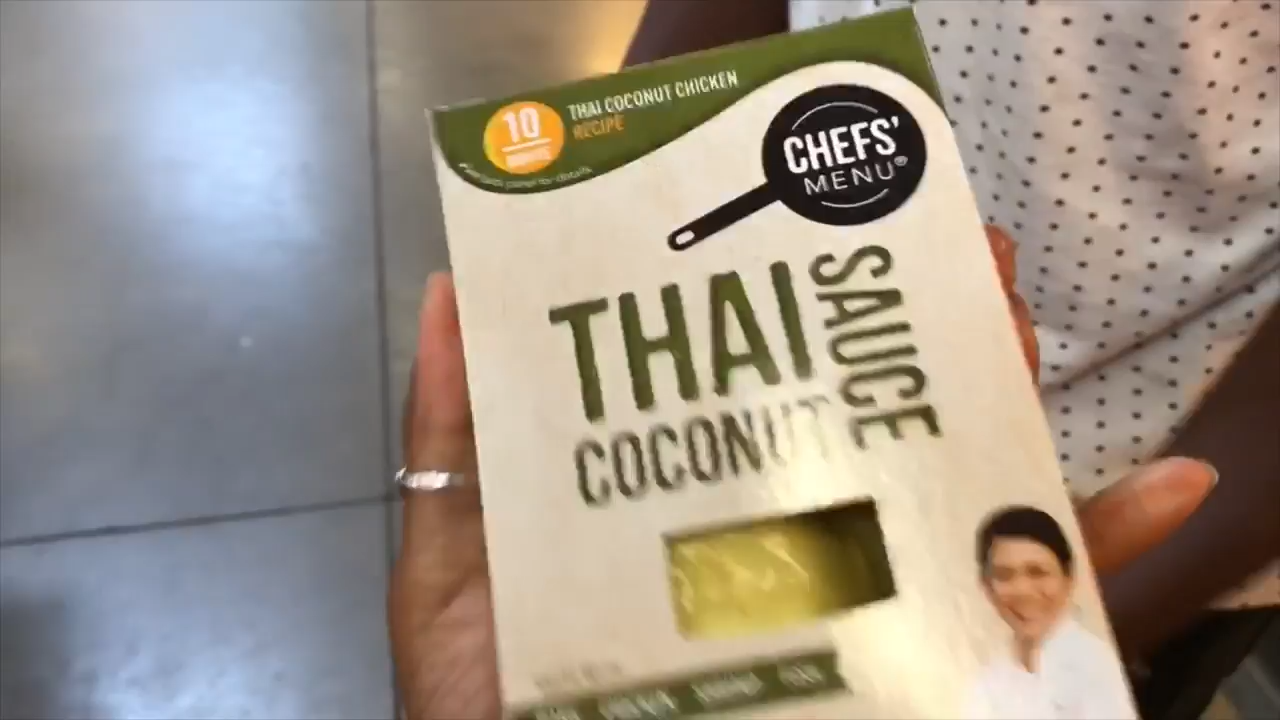 THAI COCONUT CHICKEN
RECIPE
10
CHEFS'
MENU®
THAI
COCONUT
SAUCE